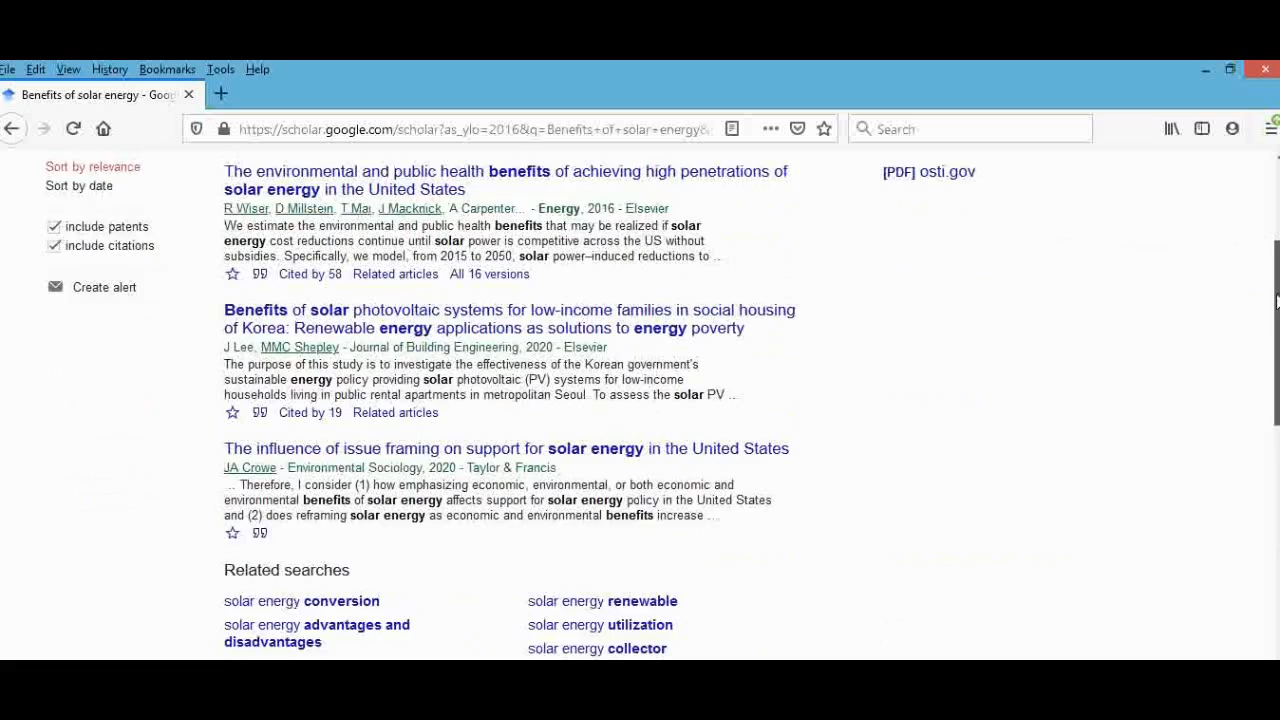 File Edit View History Bookmarks Tools Help
Benefits of solar energy - Goo
https://scholar.google.com/scholar?as_ylo=2016&q=Benefits+of+solar+energy&
Search
Sort by relevance
Sort by date
include patents
include citations
Create alert
The environmental and public health benefits of achieving high penetrations of
solar energy in the United States
[PDF] osti.gov
R Wiser, D Millstein, T Mai, J Macknick, A Carpenter... - Energy, 2016 - Elsevier
We estimate the environmental and public health benefits that may be realized if solar
energy cost reductions continue until solar power is competitive across the US without
subsidies. Specifically, we model, from 2015 to 2050, solar power–induced reductions to ...
Cited by 58 Related articles All 16 versions
Benefits of solar photovoltaic systems for low-income families in social housing
of Korea: Renewable energy applications as solutions to energy poverty
J Lee, MMC Shepley - Journal of Building Engineering, 2020 - Elsevier
The purpose of this study is to investigate the effectiveness of the Korean government's
sustainable energy policy providing solar photovoltaic (PV) systems for low-income
households living in public rental apartments in metropolitan Seoul. To assess the solar PV ...
Cited by 19 Related articles
The influence of issue framing on support for solar energy in the United States
JA Crowe - Environmental Sociology, 2020 - Taylor & Francis
... Therefore, I consider (1) how emphasizing economic, environmental, or both economic and
environmental benefits of solar energy affects support for solar energy policy in the United States
and (2) does reframing solar energy as economic and environmental benefits increase ...
Related searches
solar energy conversion
solar energy advantages and
disadvantages
solar energy renewable
solar energy utilization
solar energy collector